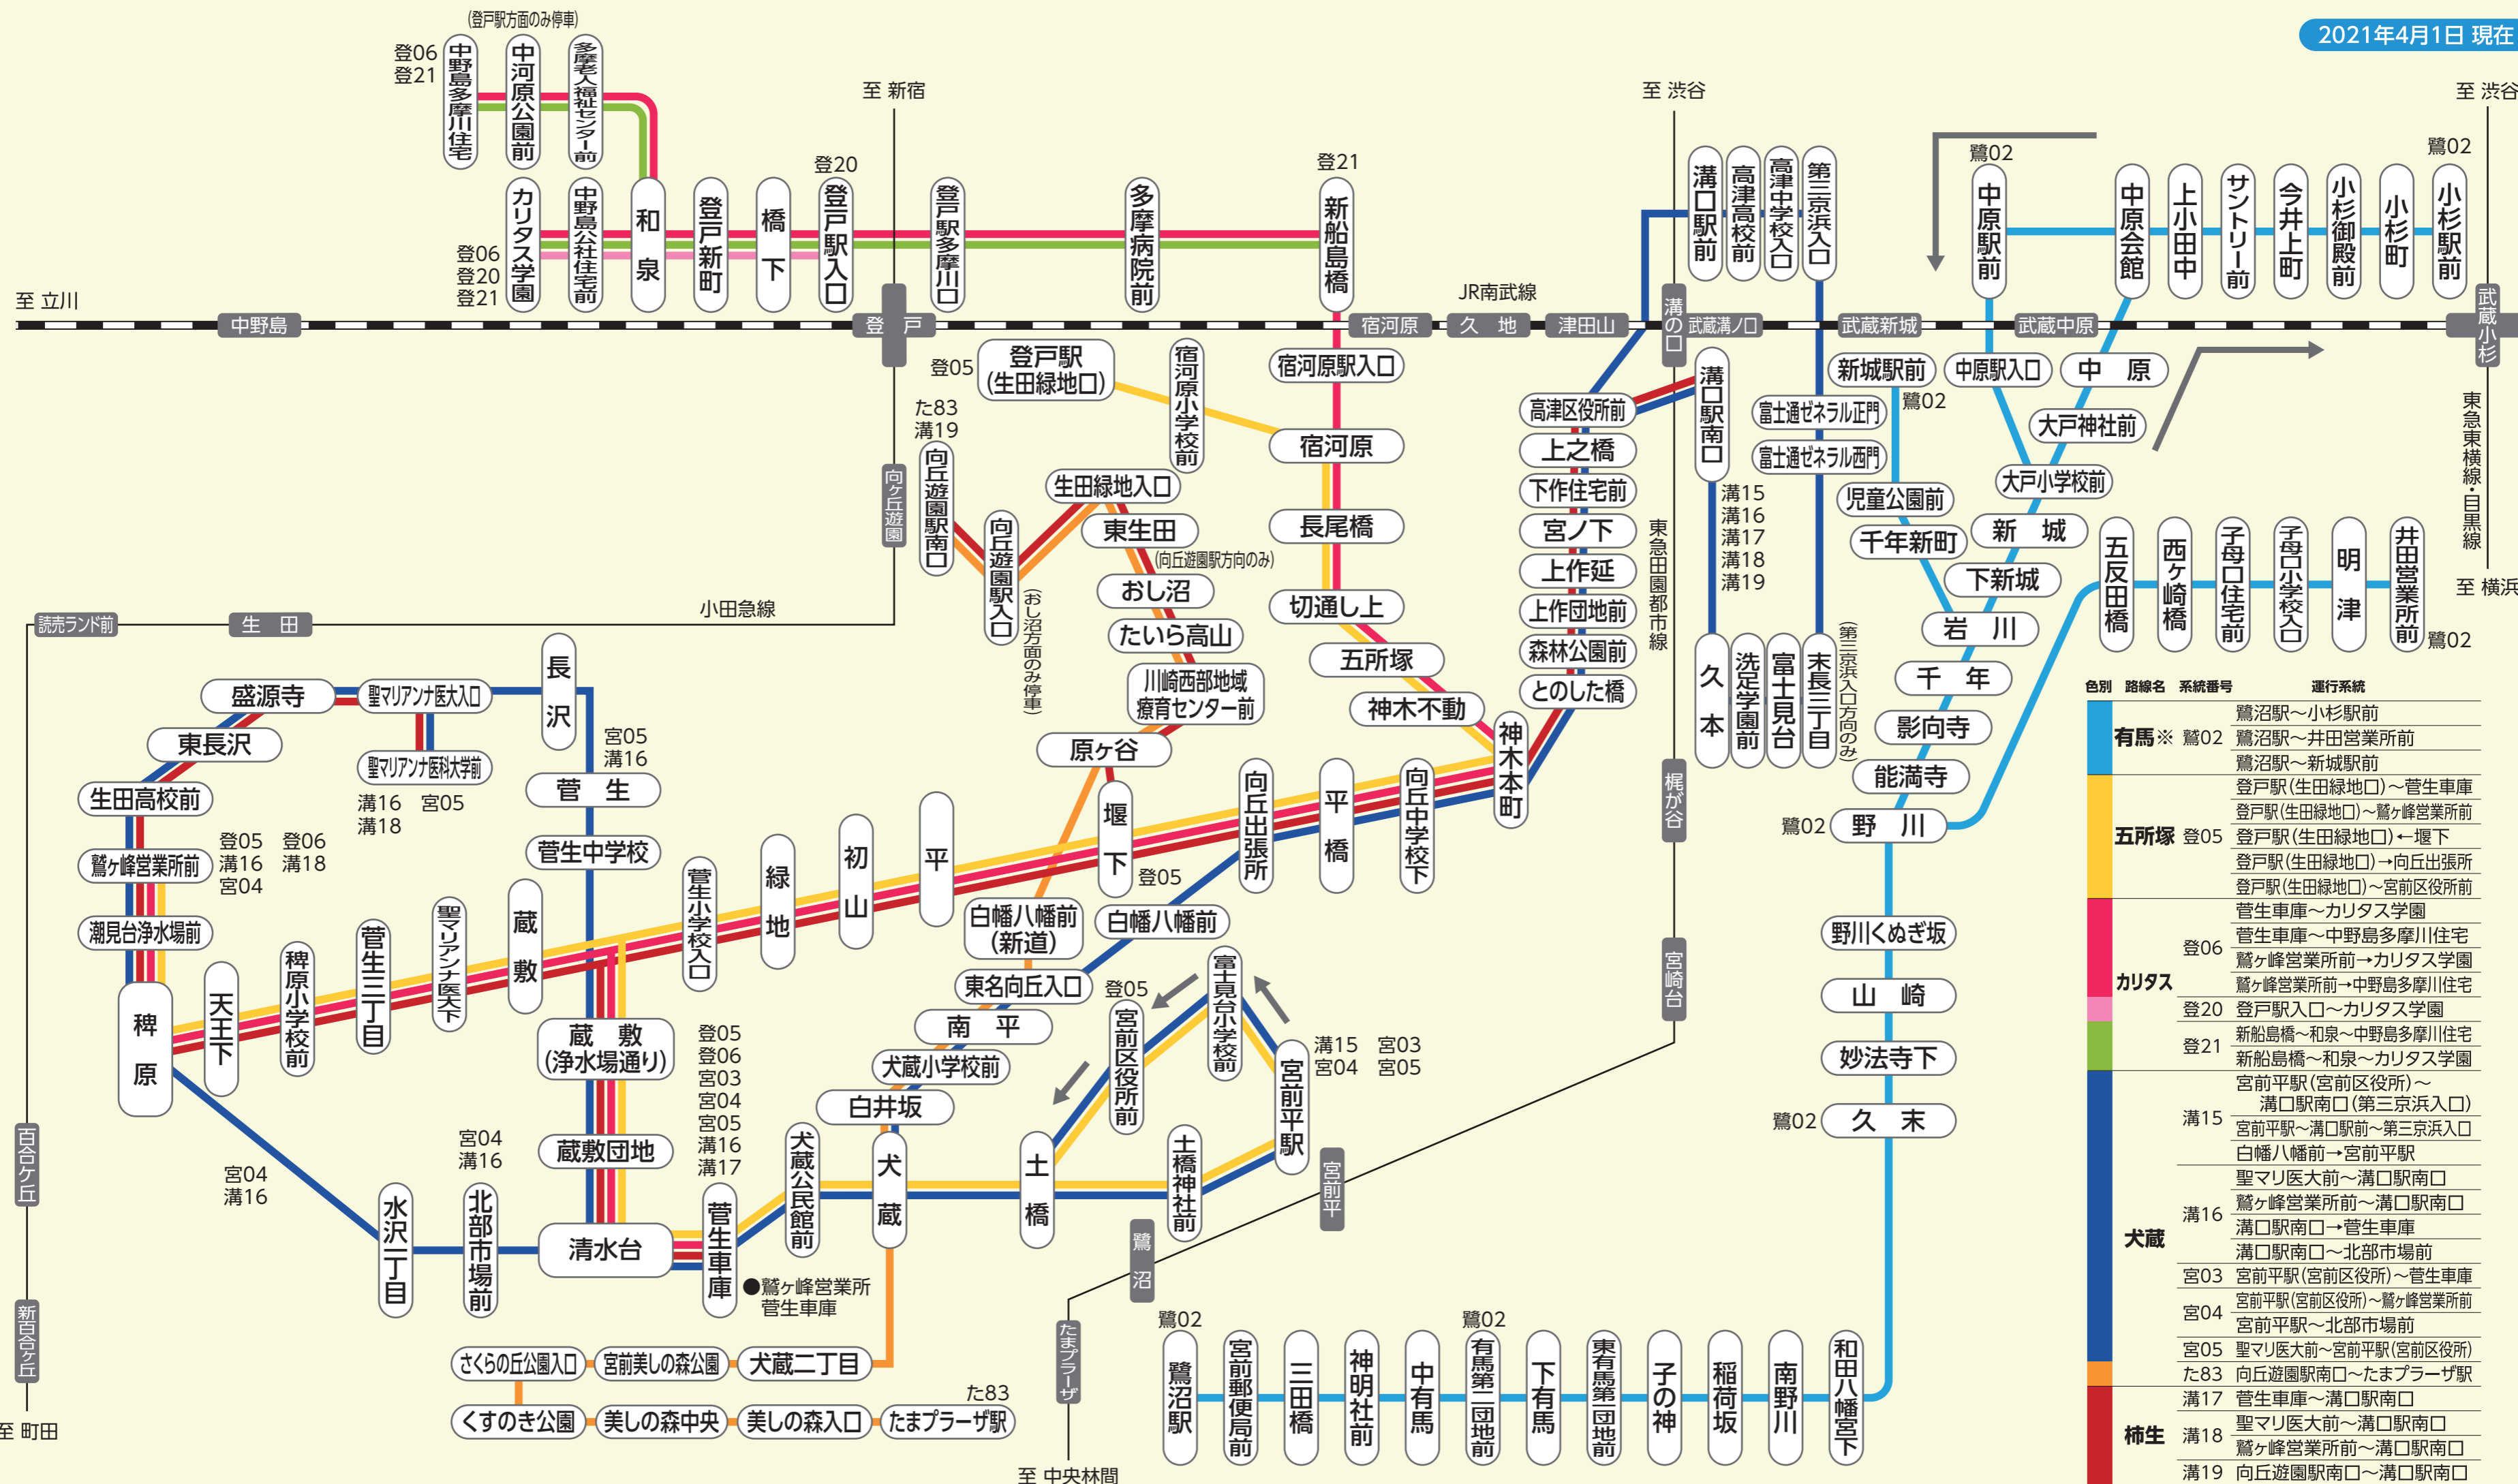 2021年4月1日 現在
(登戸駅方面のみ停車)
登06
登21
中野島多摩川住宅
中河原公園前
多摩老人福祉センター前
至 新宿
至 渋谷
至 渋谷
登06
登20
登21
カリタス学園
中野島公社住宅前
和泉
登戸新町
橋下
登20
登戸駅入口
登戸駅多摩川口
多摩病院前
登21
新船島橋
溝口駅前
高津高校前
高津中学校入口
第三京浜入口
鷺02
中原駅前
中原会館
上小田中
サントリー前
今井上町
小杉御殿前
小杉町
鷺02
小杉駅前
至 立川
JR南武線
中野島
登戸
宿河原
久地
津田山
溝の口
武蔵溝ノ口
武蔵新城
武蔵中原
武蔵小杉
登05
登戸駅
(生田緑地口)
宿河原小学校前
宿河原駅入口
宿河原
長尾橋
切通し上
五所塚
神木不動
神木本町
た83
溝19
向丘遊園駅南口
向ヶ丘遊園
向丘遊園駅入口
(おし沼方面のみ停車)
生田緑地入口
東生田
(向丘遊園駅方向のみ)
おし沼
たいら高山
川崎西部地域
療育センター前
原ヶ谷
堰下
登05
高津区役所前
上之橋
下作住宅前
宮ノ下
上作延
上作団地前
森林公園前
とのした橋
溝口駅南口
溝15
溝16
溝17
溝18
溝19
東急田園都市線
久本
洗足学園前
富士見台
末長三丁目
(第三京浜入口方向のみ)
富士通ゼネラル正門
富士通ゼネラル西門
新城駅前
鷺02
児童公園前
千年新町
中原駅入口
中原
大戸神社前
大戸小学校前
新城
下新城
岩川
千年
影向寺
能満寺
鷺02
野川
五反田橋
西ヶ崎橋
子母口住宅前
子母口小学校入口
明津
井田営業所前
鷺02
東急東横線・目黒線
至 横浜
小田急線
読売ランド前
生田
百合ケ丘
新百合ヶ丘
至 町田
長沢
盛源寺
聖マリアンナ医大入口
東長沢
聖マリアンナ医科大学前
溝16 宮05
溝18
宮05
溝16
菅生
菅生中学校
生田高校前
鷲ヶ峰営業所前
登05 登06
溝16 溝18
宮04
潮見台浄水場前
稗原
天王下
稗原小学校前
菅生三丁目
聖マリアンナ医大下
蔵敷
菅生小学校入口
緑地
初山
平
向丘出張所
平橋
向丘中学校下
白幡八幡前
(新道)
白幡八幡前
東名向丘入口
南平
犬蔵小学校前
白井坂
蔵敷
(浄水場通り)
蔵敷団地
清水台
宮04
溝16
宮04
溝16
水沢一丁目
北部市場前
登05
登06
宮03
宮04
宮05
溝16
溝17
菅生車庫
●鷲ヶ峰営業所
菅生車庫
犬蔵公民館前
犬蔵
土橋
登05
宮前区役所前
富士見台小学校前
土橋神社前
宮前平駅
溝15 宮03
宮04 宮05
梶が谷
宮崎台
宮前平
鷺沼
たまプラーザ
至 中央林間
さくらの丘公園入口
宮前美しの森公園
犬蔵二丁目
くすのき公園
美しの森中央
美しの森入口
た83
たまプラーザ駅
野川くぬぎ坂
山崎
妙法寺下
鷺02
久末
鷺02
鷺沼駅
宮前郵便局前
三田橋
神明社前
中有馬
鷺02
有馬第二団地前
下有馬
東有馬第一団地前
子の神
稲荷坂
南野川
和田八幡宮下
色別 路線名 系統番号 運行系統
有馬※ 鷺02 鷺沼駅～小杉駅前
鷺沼駅～井田営業所前
鷺沼駅～新城駅前
五所塚 登05 登戸駅(生田緑地口)～菅生車庫
登戸駅(生田緑地口)～鷲ヶ峰営業所前
登戸駅(生田緑地口)←堰下
登戸駅(生田緑地口)→向丘出張所
登戸駅(生田緑地口)～宮前区役所前
カリタス 登06 菅生車庫～カリタス学園
菅生車庫～中野島多摩川住宅
鷲ヶ峰営業所前→カリタス学園
鷲ヶ峰営業所前→中野島多摩川住宅
登20 登戸駅入口～カリタス学園
登21 新船島橋～和泉～中野島多摩川住宅
新船島橋～和泉～カリタス学園
犬蔵 溝15 宮前平駅(宮前区役所)～
溝口駅南口(第三京浜入口)
宮前平駅～溝口駅前～第三京浜入口
白幡八幡前→宮前平駅
溝16 聖マリ医大前～溝口駅南口
鷲ヶ峰営業所前～溝口駅南口
溝口駅南口→菅生車庫
溝口駅南口～北部市場前
宮03 宮前平駅(宮前区役所)～菅生車庫
宮04 宮前平駅(宮前区役所)～鷲ヶ峰営業所前
宮前平駅～北部市場前
宮05 聖マリ医大前～宮前平駅(宮前区役所)
た83 向丘遊園駅南口～たまプラーザ駅
柿生 溝17 菅生車庫～溝口駅南口
溝18 聖マリ医大前～溝口駅南口
鷲ヶ峰営業所前～溝口駅南口
溝19 向丘遊園駅南口～溝口駅南口